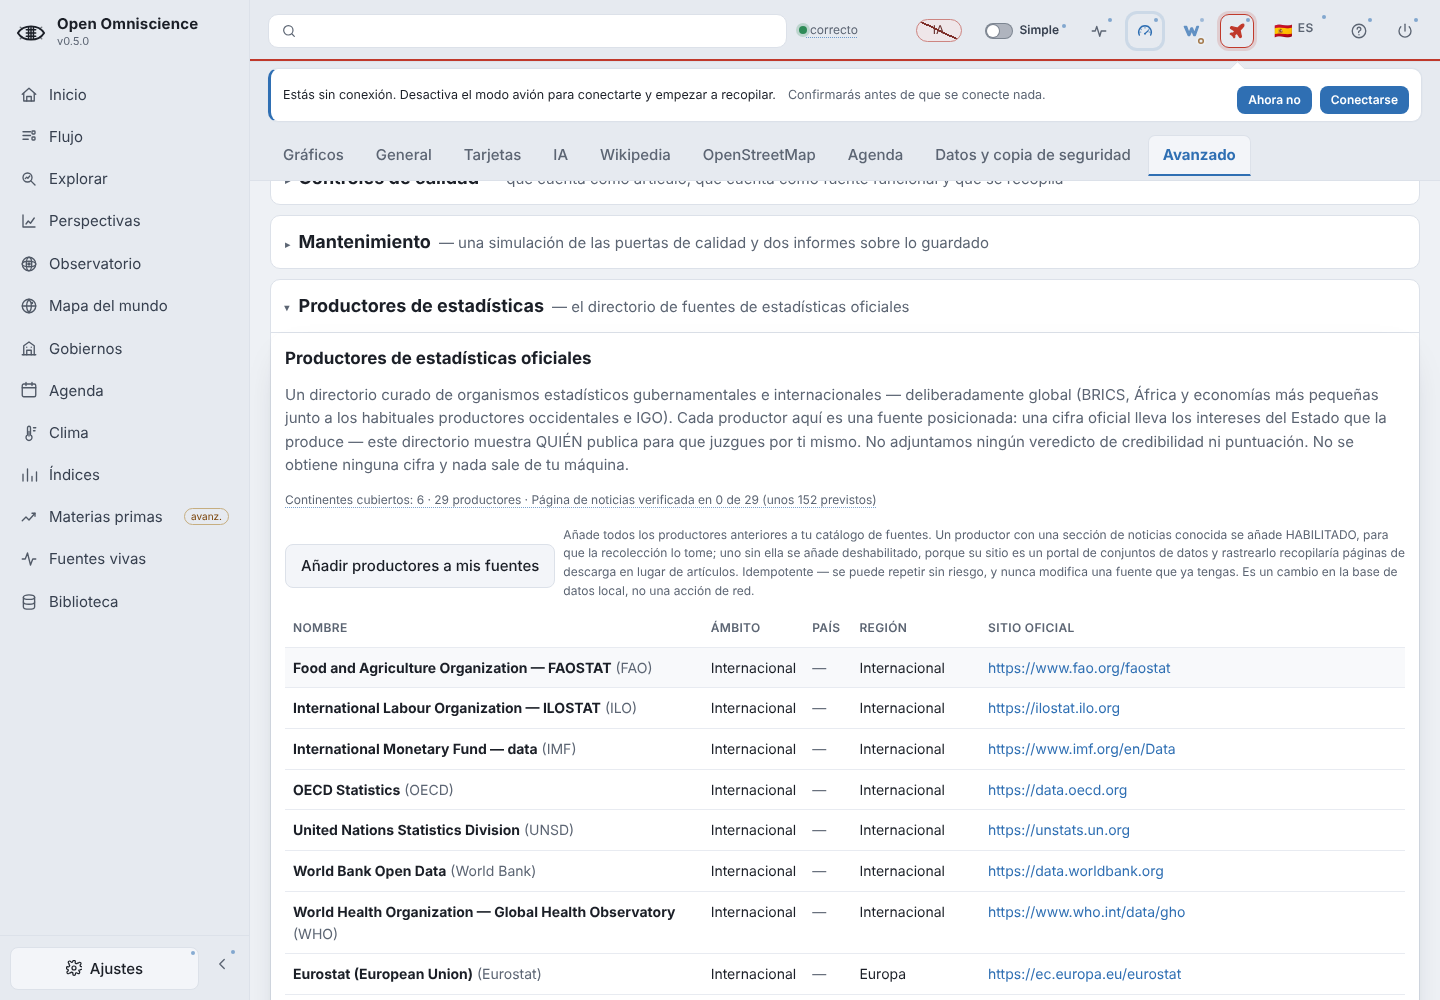 Open Omniscience
v0.5.0
Inicio
Flujo
Explorar
Perspectivas
Observatorio
Mapa del mundo
Gobiernos
Agenda
Clima
Índices
Materias primas avanz.
Fuentes vivas
Biblioteca
Ajustes
correcto
IA
Simple
W
ES
Estás sin conexión. Desactiva el modo avión para conectarte y empezar a recopilar. Confirmarás antes de que se conecte nada.
Ahora no
Conectarse
Gráficos General Tarjetas IA Wikipedia OpenStreetMap Agenda Datos y copia de seguridad Avanzado
Controles de calidad — qué cuenta como artículo, qué cuenta como fuente funcional y qué se recopila
Mantenimiento — una simulación de las puertas de calidad y dos informes sobre lo guardado
Productores de estadísticas — el directorio de fuentes de estadísticas oficiales
Productores de estadísticas oficiales
Un directorio curado de organismos estadísticos gubernamentales e internacionales — deliberadamente global (BRICS, África y economías más pequeñas
junto a los habituales productores occidentales e IGO). Cada productor aquí es una fuente posicionada: una cifra oficial lleva los intereses del Estado que la
produce — este directorio muestra QUIÉN publica para que juzgues por ti mismo. No adjuntamos ningún veredicto de credibilidad ni puntuación. No se
obtiene ninguna cifra y nada sale de tu máquina.
Continentes cubiertos: 6 · 29 productores · Página de noticias verificada en 0 de 29 (unos 152 previstos)
Añadir productores a mis fuentes
Añade todos los productores anteriores a tu catálogo de fuentes. Un productor con una sección de noticias conocida se añade HABILITADO, para
que la recolección lo tome; uno sin ella se añade deshabilitado, porque su sitio es un portal de conjuntos de datos y rastrearlo recopilaría páginas de
descarga en lugar de artículos. Idempotente — se puede repetir sin riesgo, y nunca modifica una fuente que ya tengas. Es un cambio en la base de
datos local, no una acción de red.
NOMBRE ÁMBITO PAÍS REGIÓN SITIO OFICIAL
Food and Agriculture Organization — FAOSTAT (FAO) Internacional — Internacional https://www.fao.org/faostat
International Labour Organization — ILOSTAT (ILO) Internacional — Internacional https://ilostat.ilo.org
International Monetary Fund — data (IMF) Internacional — Internacional https://www.imf.org/en/Data
OECD Statistics (OECD) Internacional — Internacional https://data.oecd.org
United Nations Statistics Division (UNSD) Internacional — Internacional https://unstats.un.org
World Bank Open Data (World Bank) Internacional — Internacional https://data.worldbank.org
World Health Organization — Global Health Observatory (WHO) Internacional — Internacional https://www.who.int/data/gho
Eurostat (European Union) (Eurostat) Internacional — Europa https://ec.europa.eu/eurostat